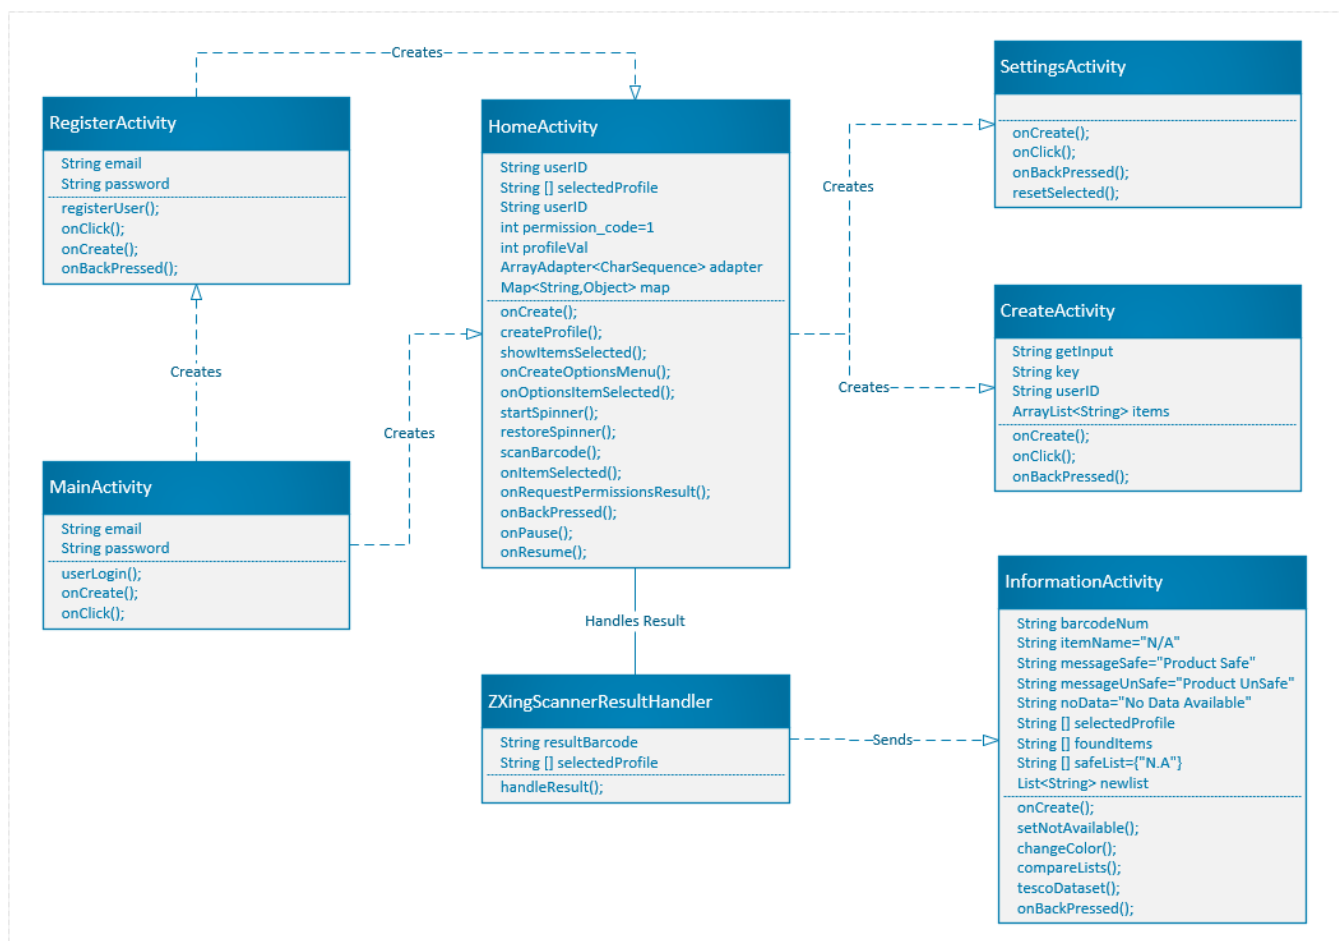 Creates
RegisterActivity
String email
String password
registerUser();
onClick();
onCreate();
onBackPressed();
Creates
MainActivity
String email
String password
userLogin();
onCreate();
onClick();
Creates
HomeActivity
String userID
String [] selectedProfile
String userID
int permission_code=1
int profileVal
ArrayAdapter<CharSequence> adapter
Map<String,Object> map
onCreate();
createProfile();
showItemsSelected();
onCreateOptionsMenu();
onOptionsItemSelected();
startSpinner();
restoreSpinner();
scanBarcode();
onItemSelected();
onRequestPermissionsResult();
onBackPressed();
onPause();
onResume();
Handles Result
ZXingScannerResultHandler
String resultBarcode
String [] selectedProfile
handleResult();
Creates
Creates
Sends
SettingsActivity
onCreate();
onClick();
onBackPressed();
resetSelected();
CreateActivity
String getInput
String key
String userID
ArrayList<String> items
onCreate();
onClick();
onBackPressed();
InformationActivity
String barcodeNum
String itemName="N/A"
String messageSafe="Product Safe"
String messageUnSafe="Product UnSafe"
String noData="No Data Available"
String [] selectedProfile
String [] foundItems
String [] safeList={"N.A"}
List<String> newlist
onCreate();
setNotAvailable();
changeColor();
compareLists();
tescoDataset();
onBackPressed();